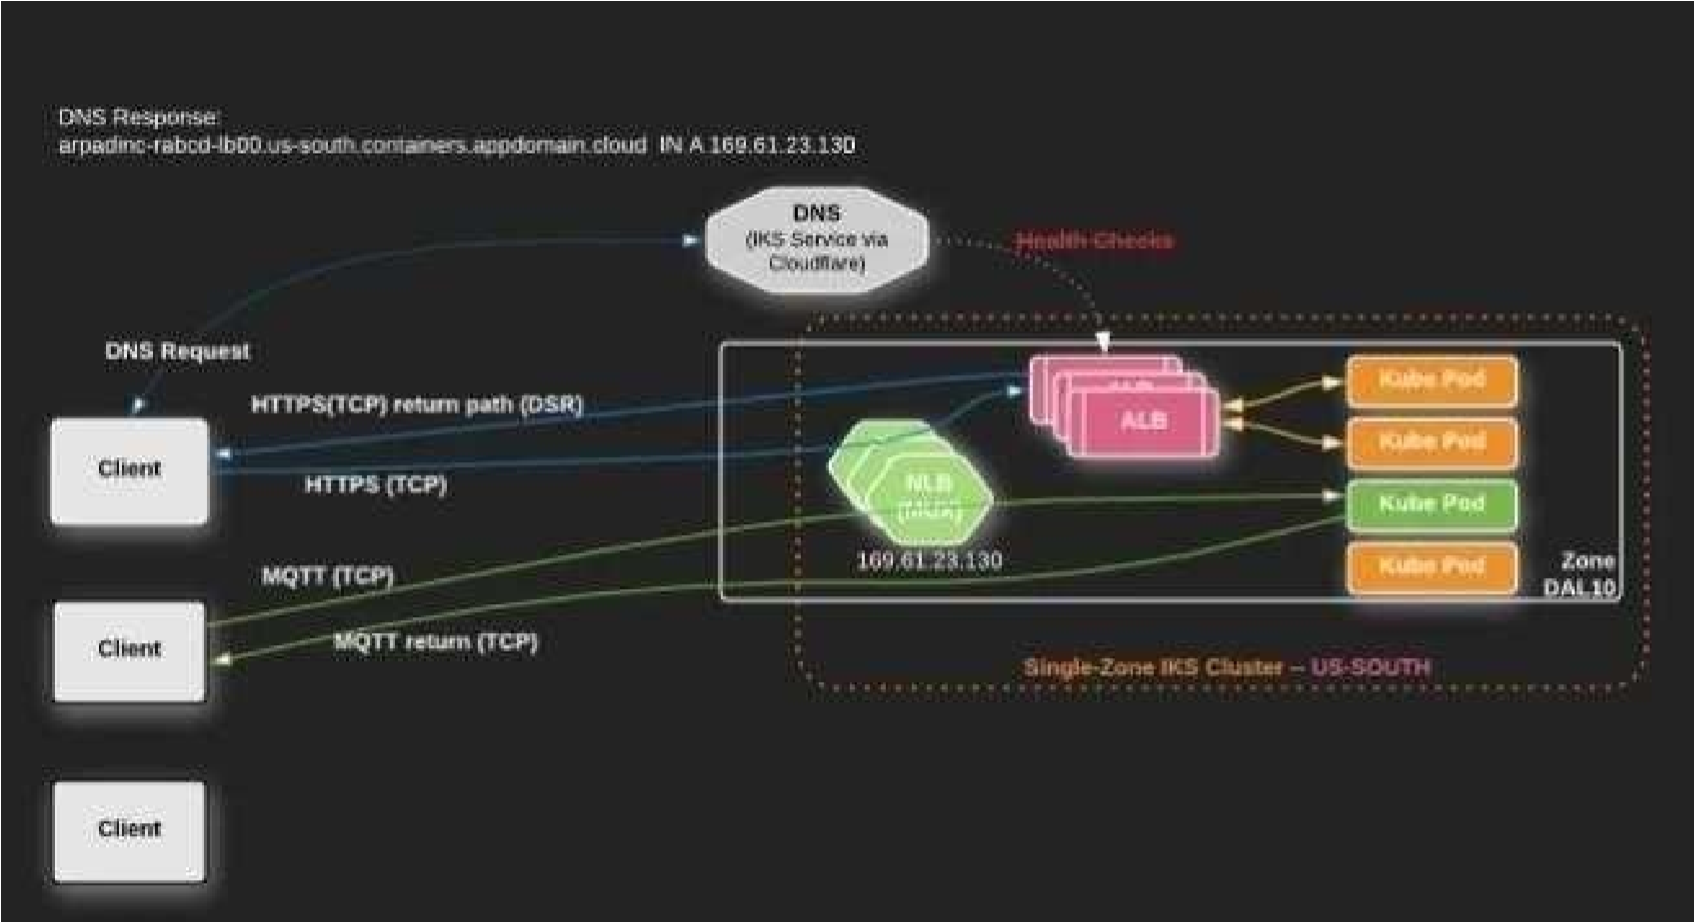 DNS Response:
arpadinc-rabcd-lb00.us-south.containers.appdomain.cloud IN A 169.61.23.130
DNS
(IKS Service via
Cloudflare)
Health Checks
DNS Request
HTTPS(TCP) return path (DSR)
Client
HTTPS (TCP)
ALB
ALB
Kube Pod
Kube Pod
Kube Pod
Kube Pod
NLB
(MUX)
169.61.23.130
Zone
DAL10
MQTT (TCP)
Client
MQTT return (TCP)
Single-Zone IKS Cluster – US-SOUTH
Client